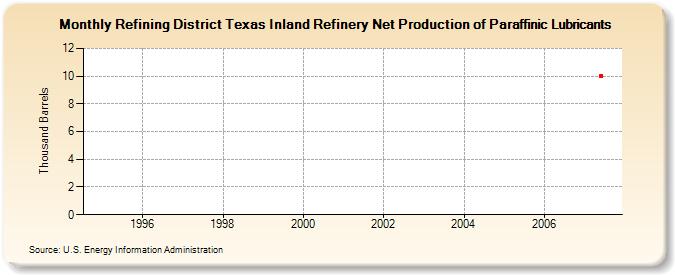 Monthly Refining District Texas Inland Refinery Net Production of Paraffinic Lubricants
Thousand Barrels
12
10
8
6
4
2
0
1996 1998 2000 2002 2004 2006
Source: U.S. Energy Information Administration